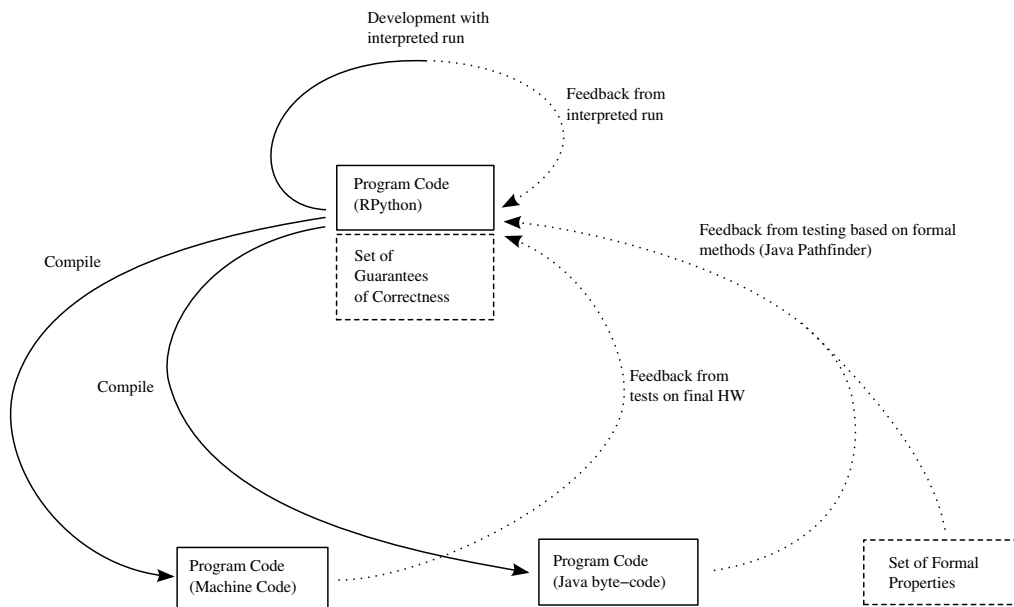 Development with
interpreted run
Feedback from
interpreted run
Program Code
(RPython)
Set of
Guarantees
of Correctness
Feedback from testing based on formal
methods (Java Pathfinder)
Compile
Compile
Feedback from
tests on final HW
Program Code
(Machine Code)
Program Code
(Java byte−code)
Set of Formal
Properties